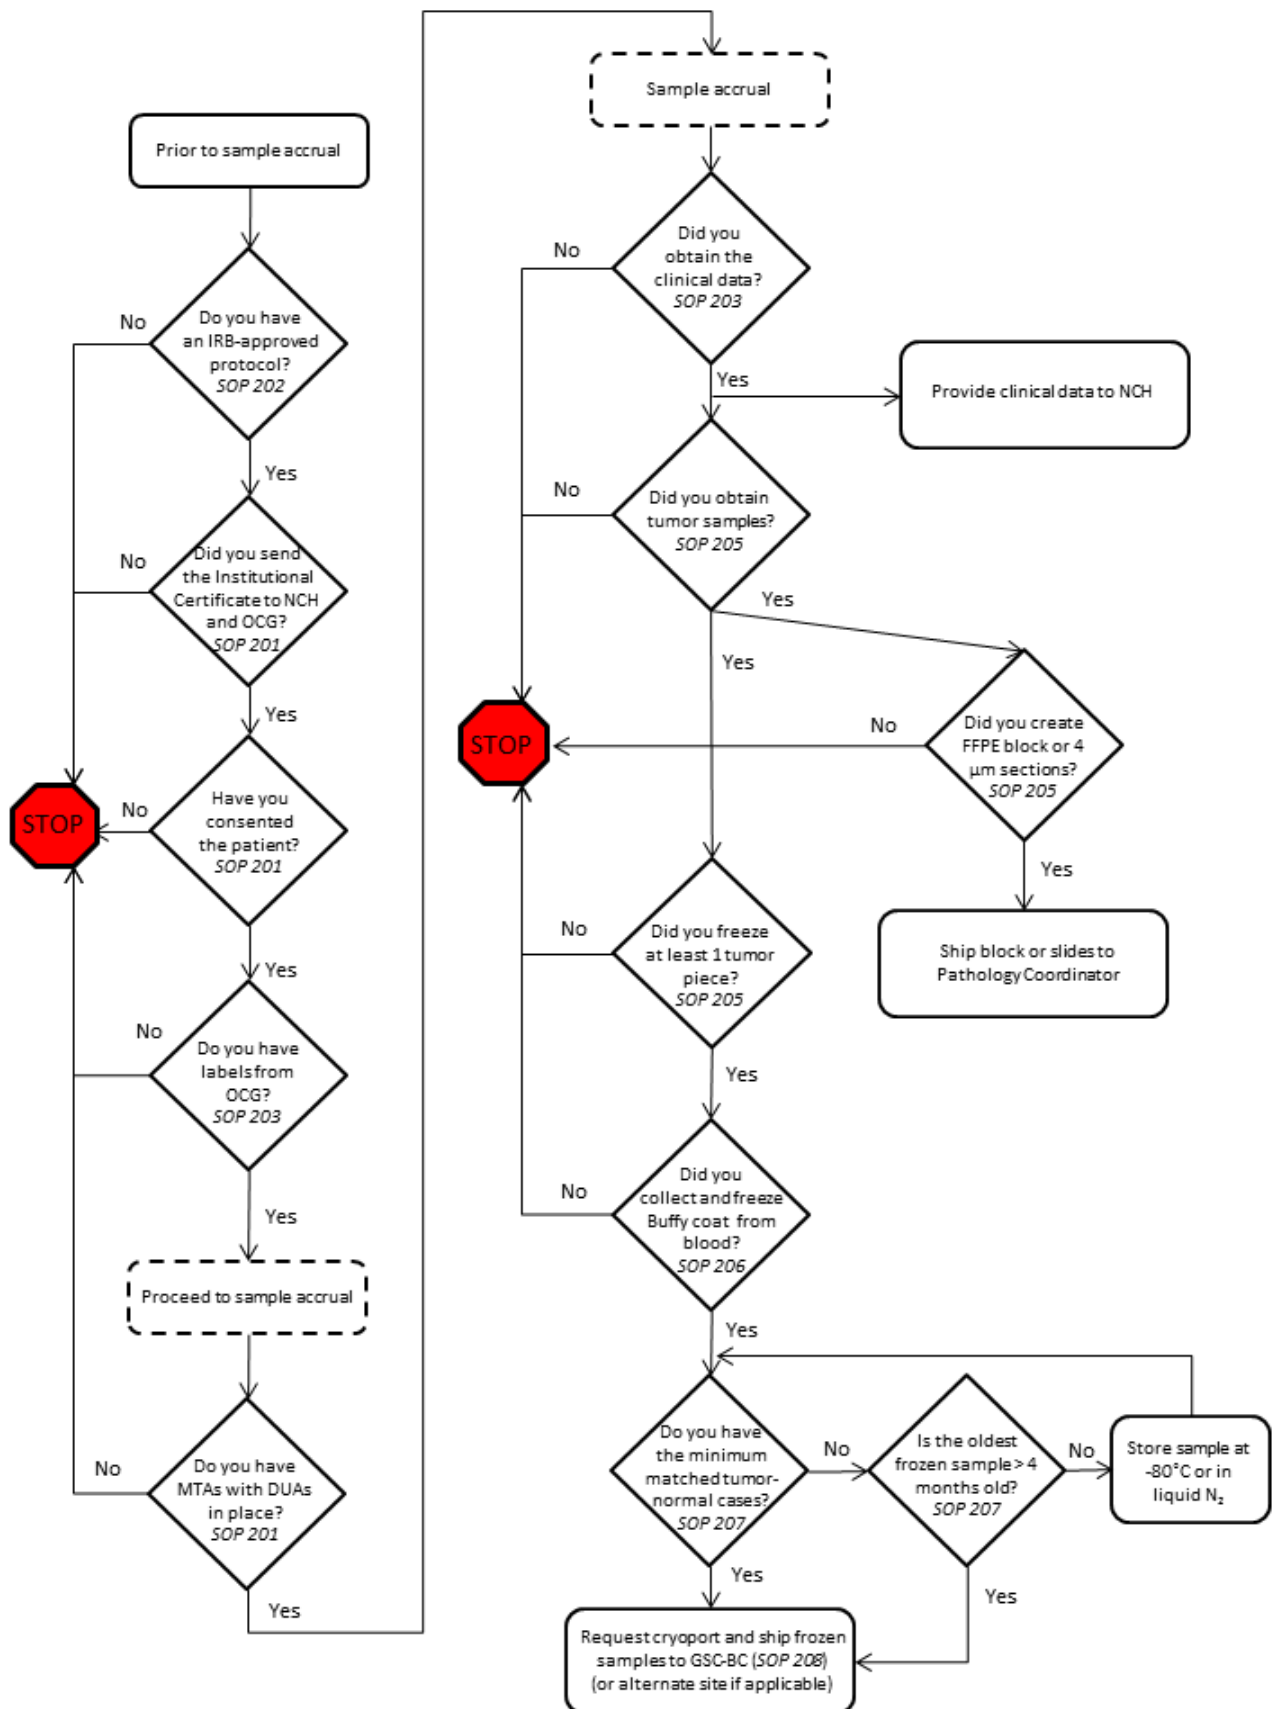 Prior to sample accrual
Do you have
an IRB-approved
protocol?
SOP 202
No
Yes
Did you send
the Institutional
Certificate to NCH
and OCG?
SOP 201
No
Yes
Have you
consented
the patient?
SOP 201
No
STOP
Yes
Do you have
labels from
OCG?
SOP 203
No
Yes
Proceed to sample accrual
Do you have
MTAs with DUAs
in place?
SOP 201
No
Yes
Sample accrual
Did you
obtain the
clinical data?
SOP 203
No
Yes
Provide clinical data to NCH
Did you obtain
tumor samples?
SOP 205
No
Yes
Yes
STOP
Did you create
FFPE block or 4
µm sections?
SOP 205
No
Yes
Ship block or slides to
Pathology Coordinator
Did you freeze
at least 1 tumor
piece?
SOP 205
No
Yes
Did you
collect and freeze
Buffy coat from
blood?
SOP 206
No
Yes
Do you have
the minimum
matched tumor-
normal cases?
SOP 207
No
Yes
Is the oldest
frozen sample > 4
months old?
SOP 207
No
Yes
Store sample at
-80°C or in
liquid N₂
Request cryoport and ship frozen
samples to GSC-BC (SOP 208)
(or alternate site if applicable)